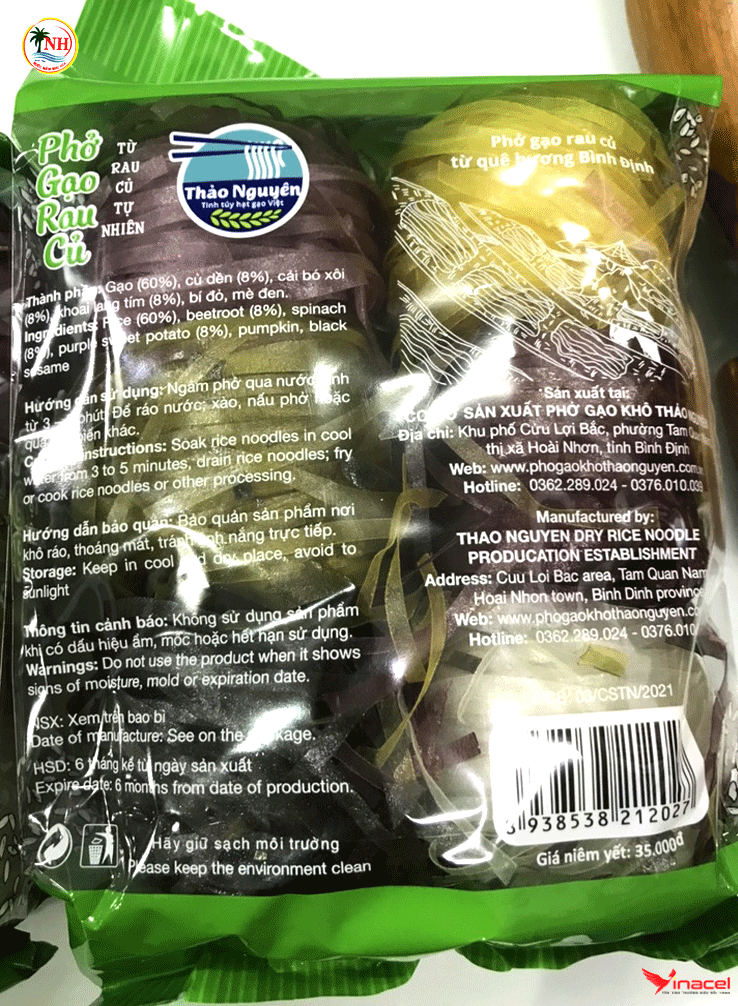 NH
Phở
Gạo
Rau
Củ
TỪ
RAU
CỦ
TỰ
NHIÊN
Thảo Nguyên
Tinh túy hạt gạo Việt
Phở gạo rau củ
từ quê hương Bình Định
Thành phần: Gạo (60%), củ dền (8%), cải bó xôi
(8%), khoai lang tím (8%), bí đỏ, mè đen.
Ingredients: Rice (60%), beetroot (8%), spinach
(8%), purple sweet potato (8%), pumpkin, black
sesame
Hướng dẫn sử dụng: Ngâm phở qua nước
từ 3 phút. Để ráo nước; xào, nấu phở hoặc
khác.
Instructions: Soak rice noodles in cool
water from 3 to 5 minutes, drain rice noodles; fry
or cook rice noodles or other processing.
Hướng dẫn bảo quản: Bảo quản sản phẩm nơi
khô ráo, thoáng mát, tránh ánh nắng trực tiếp.
Storage: Keep in cool and dry place, avoid to
sunlight
Thông tin cảnh báo: Không sử dụng sản phẩm
khi có dấu hiệu ẩm, mốc hoặc hết hạn sử dụng.
Warnings: Do not use the product when it shows
signs of moisture, mold or expiration date.
NSX: Xem trên bao bì
Date of manufacture: See on the package.
HSD: 6 tháng kể từ ngày sản xuất
Expire date: 6 months from date of production.
Hãy giữ sạch môi trường
Please keep the environment clean
Sản xuất tại:
SẢN XUẤT PHỞ GẠO KHÔ THẢO
Địa chỉ: Khu phố Cửu Lợi Bắc, phường Tam
thị xã Hoài Nhơn, tỉnh Bình Định
Web: www.phogaokhothaonguyen.com
Hotline: 0362.289.024 - 0376.010.039
Manufactured by:
THAO NGUYEN DRY RICE NOODLE
PRODUCATION ESTABLISHMENT
Address: Cuu Loi Bac area, Tam Quan Nam
Hoai Nhon town, Binh Dinh province
Web: www.phogaokhothaonguyen.com
Hotline: 0362.289.024 - 0376.010
03/CSTN/2021
938538 212027
Giá niêm yết: 35.000đ
inacel